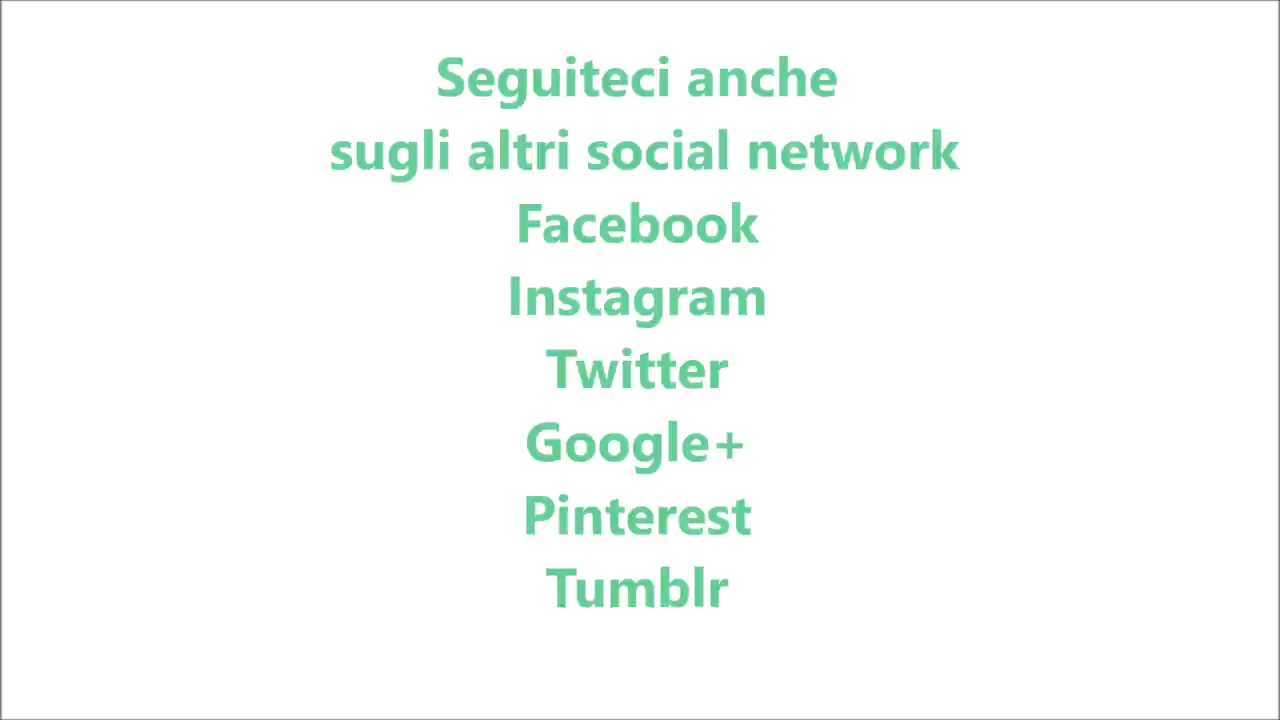 Seguiteci anche
sugli altri social network
Facebook
Instagram
Twitter
Google+
Pinterest
Tumblr